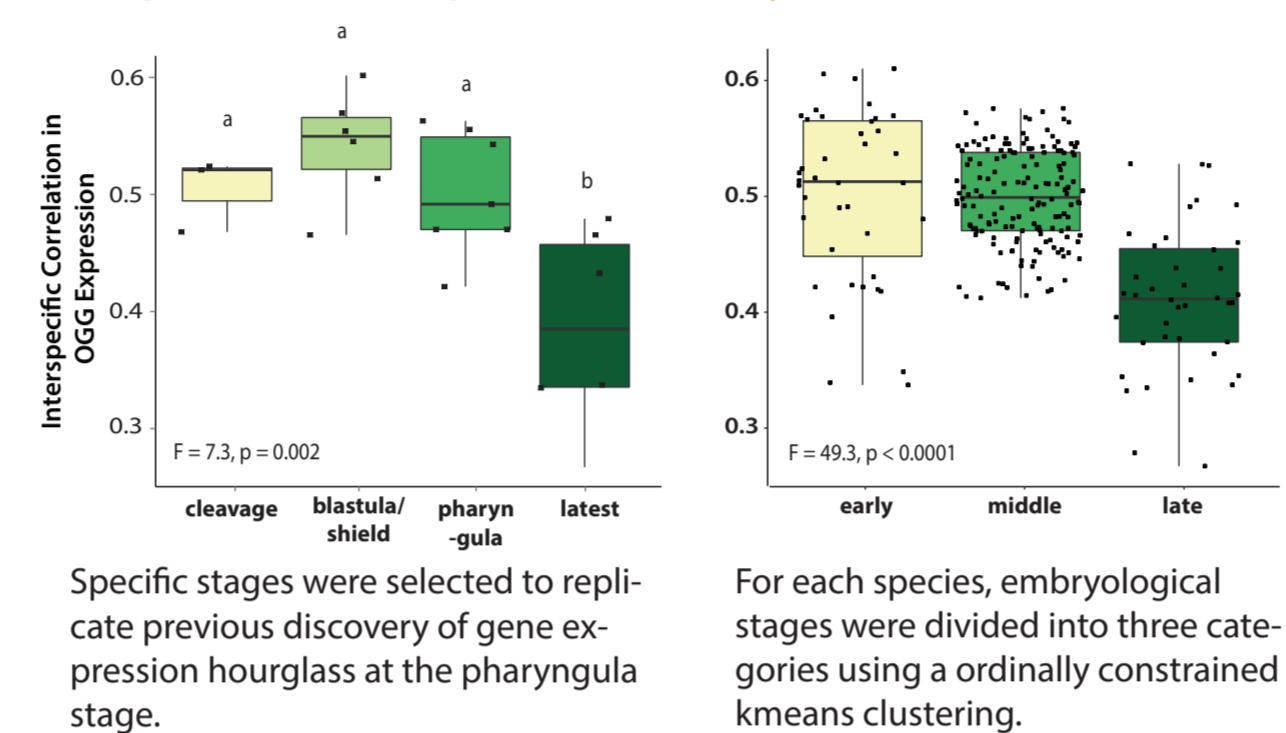 Interspecific Correlation in
OGG Expression
0.6
0.5
0.4
0.3
a
a
a
b
F = 7.3, p = 0.002
cleavage
blastula/
shield
pharyn
-gula
latest
Specific stages were selected to repli-
cate previous discovery of gene ex-
pression hourglass at the pharyngula
stage.
0.6
0.5
0.4
0.3
F = 49.3, p < 0.0001
early
middle
late
For each species, embryological
stages were divided into three cate-
gories using a ordinally constrained
kmeans clustering.